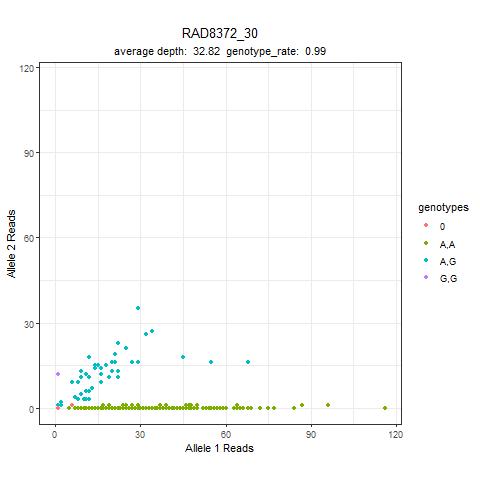 RAD8372_30
average depth:  32.82  genotype_rate:  0.99
120
90
60
30
0
Allele 2 Reads
0 30 60 90 120
Allele 1 Reads
genotypes
0
A,A
A,G
G,G